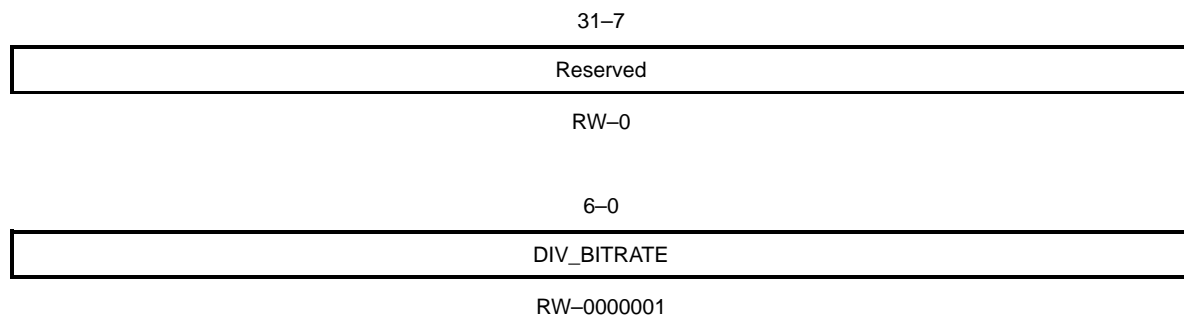 31–7
Reserved
RW–0
6–0
DIV_BITRATE
RW–0000001